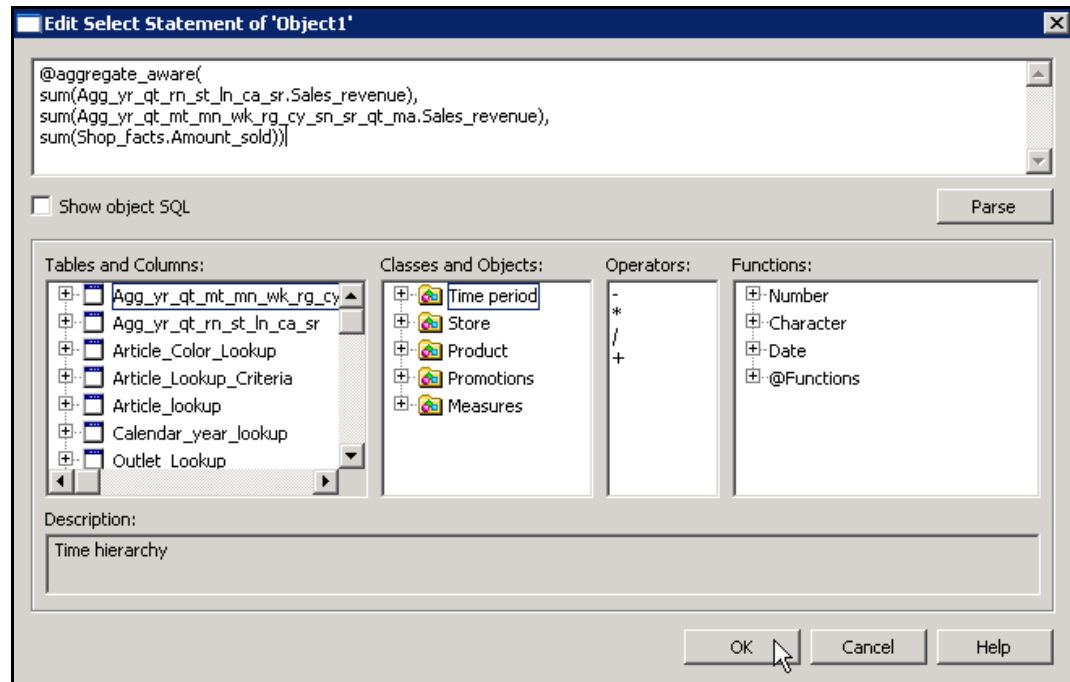 Edit Select Statement of 'Object1'
@aggregate_aware(
sum(Agg_yr_qt_rn_st_ln_ca_sr.Sales_revenue),
sum(Agg_yr_qt_mt_mn_wk_rg_cy_sn_sr_qt_ma.Sales_revenue),
sum(Shop_facts.Amount_sold))
Show object SQL
Parse
Tables and Columns: Classes and Objects: Operators: Functions:
Agg_yr_qt_mt_mn_wk_rg_cy Time period - Number
Agg_yr_qt_rn_st_ln_ca_sr Store * Character
Article_Color_Lookup Product / Date
Article_Lookup_Criteria Promotions + @Functions
Article_lookup Measures
Calendar_year_lookup
Outlet_Lookup
Description:
Time hierarchy
OK Cancel Help